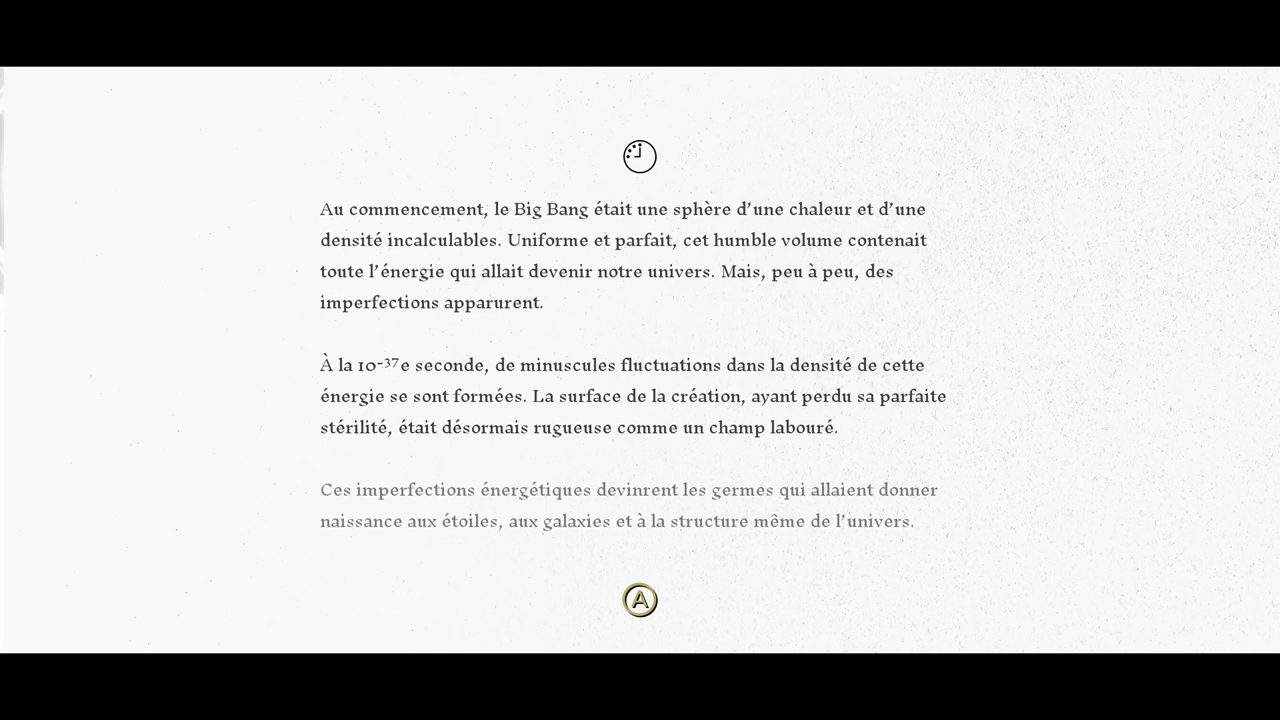 Au commencement, le Big Bang était une sphère d’une chaleur et d’une
densité incalculables. Uniforme et parfait, cet humble volume contenait
toute l’énergie qui allait devenir notre univers. Mais, peu à peu, des
imperfections apparurent.
À la 10⁻³⁷e seconde, de minuscules fluctuations dans la densité de cette
énergie se sont formées. La surface de la création, ayant perdu sa parfaite
stérilité, était désormais rugueuse comme un champ labouré.
Ces imperfections énergétiques devinrent les germes qui allaient donner
naissance aux étoiles, aux galaxies et à la structure même de l’univers.
A